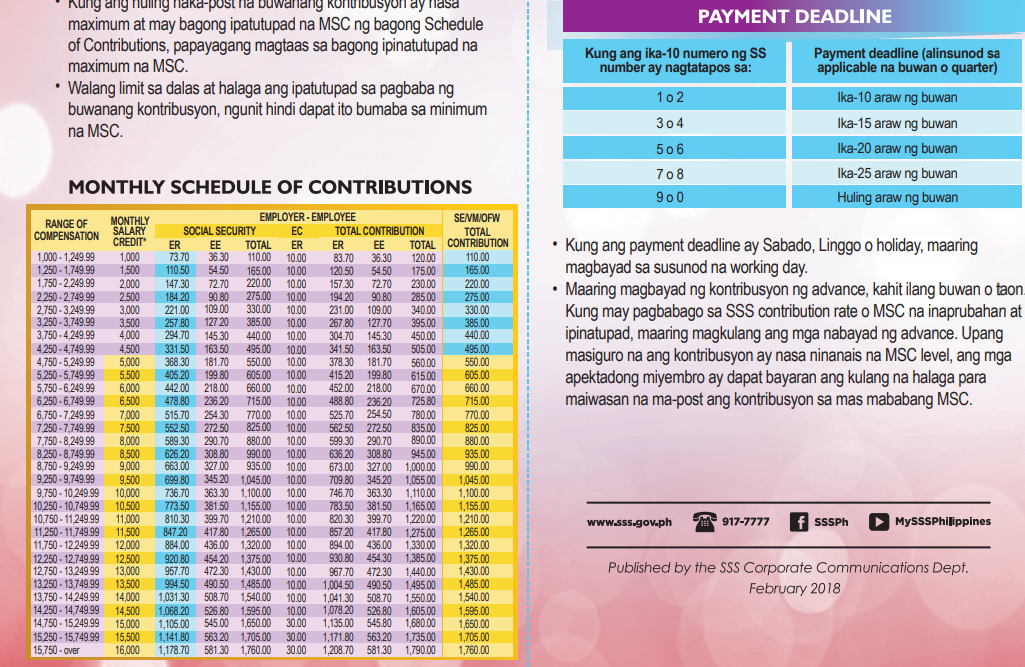 • Kung ang huling naka-post na buwanang kontribusyon ay nasa
maximum at may bagong ipatutupad na MSC ng bagong Schedule
of Contributions, papayagang magtaas sa bagong ipinatutupad na
maximum na MSC.
• Walang limit sa dalas at halaga ang ipatutupad sa pagbaba ng
buwanang kontribusyon, ngunit hindi dapat ito bumaba sa minimum
na MSC.
MONTHLY SCHEDULE OF CONTRIBUTIONS
RANGE OF COMPENSATION MONTHLY SALARY CREDIT* EMPLOYER - EMPLOYEE SE/VM/OFW TOTAL CONTRIBUTION
SOCIAL SECURITY EC TOTAL CONTRIBUTION
ER EE TOTAL ER ER EE TOTAL
1,000 - 1,249.99 1,000 73.70 36.30 110.00 10.00 83.70 36.30 120.00 110.00
1,250 - 1,749.99 1,500 110.50 54.50 165.00 10.00 120.50 54.50 175.00 165.00
1,750 - 2,249.99 2,000 147.30 72.70 220.00 10.00 157.30 72.70 230.00 220.00
2,250 - 2,749.99 2,500 184.20 90.80 275.00 10.00 194.20 90.80 285.00 275.00
2,750 - 3,249.99 3,000 221.00 109.00 330.00 10.00 231.00 109.00 340.00 330.00
3,250 - 3,749.99 3,500 257.80 127.20 385.00 10.00 267.80 127.70 395.00 385.00
3,750 - 4,249.99 4,000 294.70 145.30 440.00 10.00 304.70 145.30 450.00 440.00
4,250 - 4,749.99 4,500 331.50 163.50 495.00 10.00 341.50 163.50 505.00 495.00
4,750 - 5,249.99 5,000 368.30 181.70 550.00 10.00 378.30 181.70 560.00 550.00
5,250 - 5,749.99 5,500 405.20 199.80 605.00 10.00 415.20 199.80 615.00 605.00
5,750 - 6,249.99 6,000 442.00 218.00 660.00 10.00 452.00 218.00 670.00 660.00
6,250 - 6,749.99 6,500 478.80 236.20 715.00 10.00 488.80 236.20 725.80 715.00
6,750 - 7,249.99 7,000 515.70 254.30 770.00 10.00 525.70 254.50 780.00 770.00
7,250 - 7,749.99 7,500 552.50 272.50 825.00 10.00 562.50 272.50 835.00 825.00
7,750 - 8,249.99 8,000 589.30 290.70 880.00 10.00 599.30 290.70 890.00 880.00
8,250 - 8,749.99 8,500 626.20 308.80 990.00 10.00 636.20 308.80 945.00 935.00
8,750 - 9,249.99 9,000 663.00 327.00 935.00 10.00 673.00 327.00 1,000.00 990.00
9,250 - 9,749.99 9,500 699.80 345.20 1,045.00 10.00 709.80 345.20 1,055.00 1,045.00
9,750 - 10,249.99 10,000 736.70 363.30 1,100.00 10.00 746.70 363.30 1,110.00 1,100.00
10,250 - 10,749.99 10,500 773.50 381.50 1,155.00 10.00 783.50 381.50 1,165.00 1,155.00
10,750 - 11,249.99 11,000 810.30 399.70 1,210.00 10.00 820.30 399.70 1,220.00 1,210.00
11,250 - 11,749.99 11,500 847.20 417.80 1,265.00 10.00 857.20 417.80 1,275.00 1,265.00
11,750 - 12,249.99 12,000 884.00 436.00 1,320.00 10.00 894.00 436.00 1,330.00 1,320.00
12,250 - 12,749.99 12,500 920.80 454.20 1,375.00 10.00 930.80 454.30 1,385.00 1,375.00
12,750 - 13,249.99 13,000 957.70 472.30 1,430.00 10.00 967.70 472.30 1,440.00 1,430.00
13,250 - 13,749.99 13,500 994.50 490.50 1,485.00 10.00 1,004.50 490.50 1,495.00 1,485.00
13,750 - 14,249.99 14,000 1,031.30 508.70 1,540.00 10.00 1,041.30 508.70 1,550.00 1,540.00
14,250 - 14,749.99 14,500 1,068.20 526.80 1,595.00 10.00 1,078.20 526.80 1,605.00 1,595.00
14,750 - 15,249.99 15,000 1,105.00 545.00 1,650.00 30.00 1,135.00 545.80 1,680.00 1,650.00
15,250 - 15,749.99 15,500 1,141.80 563.20 1,705.00 30.00 1,171.80 563.20 1,735.00 1,705.00
15,750 - over 16,000 1,178.70 581.30 1,760.00 30.00 1,208.70 581.30 1,790.00 1,760.00
PAYMENT DEADLINE
Kung ang ika-10 numero ng SS number ay nagtatapos sa: Payment deadline (alinsunod sa applicable na buwan o quarter)
1 o 2 Ika-10 araw ng buwan
3 o 4 Ika-15 araw ng buwan
5 o 6 Ika-20 araw ng buwan
7 o 8 Ika-25 araw ng buwan
9 o 0 Huling araw ng buwan
• Kung ang payment deadline ay Sabado, Linggo o holiday, maaring
magbayad sa susunod na working day.
• Maaring magbayad ng kontribusyon ng advance, kahit ilang buwan o taon.
Kung may pagbabago sa SSS contribution rate o MSC na inaprubahan at
ipinatupad, maaring magkulang ang mga nabayad ng advance. Upang
masiguro na ang kontribusyon ay nasa ninanais na MSC level, ang mga
apektadong miyembro ay dapat bayaran ang kulang na halaga para
maiwasan na ma-post ang kontribusyon sa mas mababang MSC.
www.sss.gov.ph 917-7777 SSSPh MySSSPhilippines
Published by the SSS Corporate Communications Dept.
February 2018